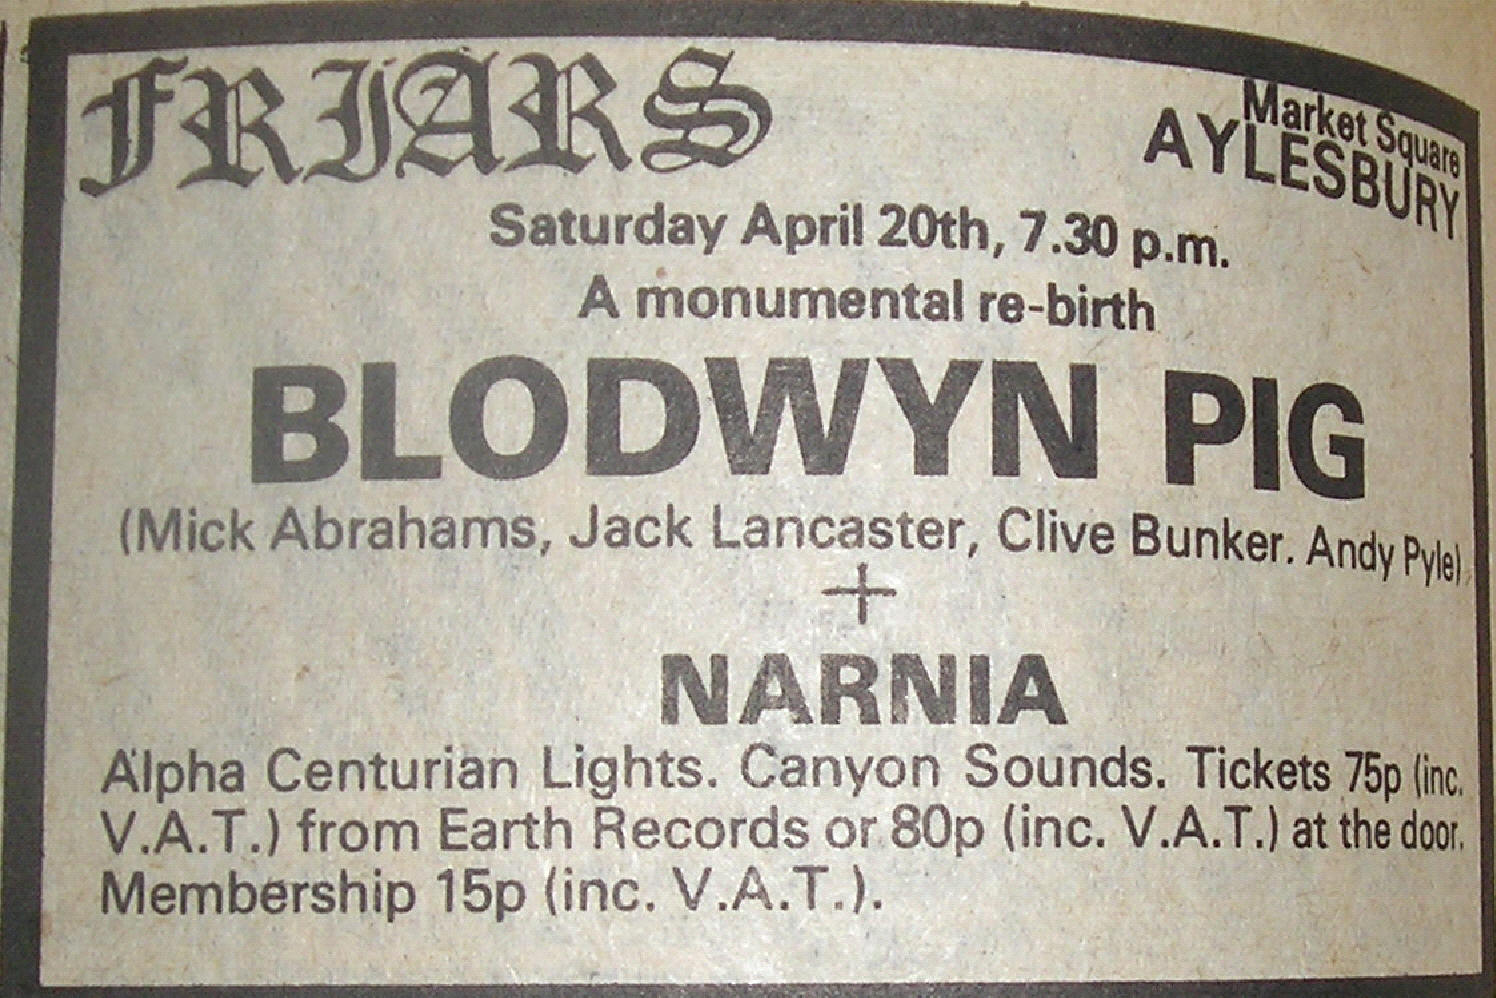 FRIARS
Market Square
AYLESBURY
Saturday April 20th, 7.30 p.m.
A monumental re-birth
BLODWYN PIG
(Mick Abrahams, Jack Lancaster, Clive Bunker. Andy Pyle)
+
NARNIA
Alpha Centurian Lights. Canyon Sounds. Tickets 75p (inc.
V.A.T.) from Earth Records or 80p (inc. V.A.T.) at the door.
Membership 15p (inc. V.A.T.).